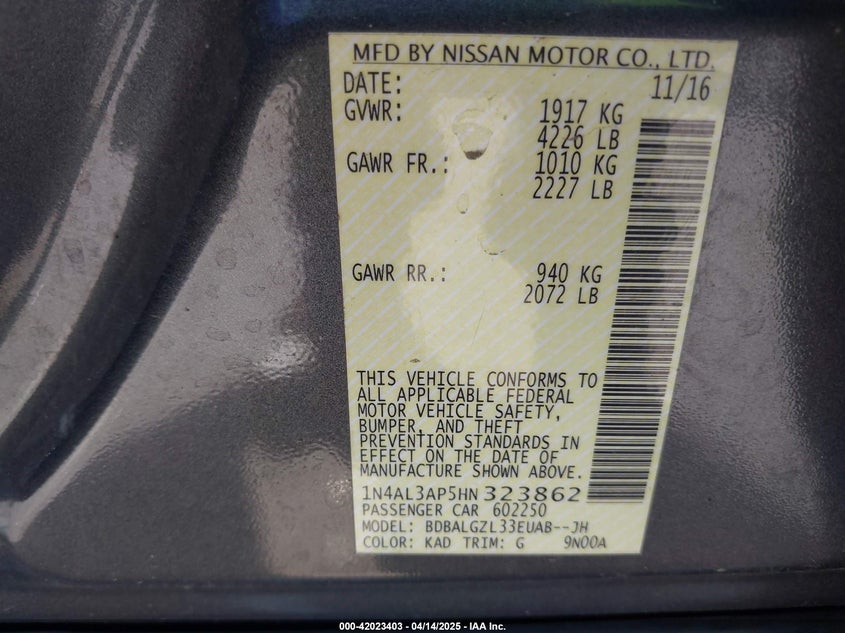 MFD BY NISSAN MOTOR CO., LTD.
DATE: 11/16
GVWR: 1917 KG
4226 LB
GAWR FR.: 1010 KG
2227 LB
GAWR RR.: 940 KG
2072 LB
THIS VEHICLE CONFORMS TO
ALL APPLICABLE FEDERAL
MOTOR VEHICLE SAFETY,
BUMPER, AND THEFT
PREVENTION STANDARDS IN
EFFECT ON THE DATE OF
MANUFACTURE SHOWN ABOVE.
1N4AL3AP5HN323862
PASSENGER CAR 602250
MODEL: BDBALGZL33EUAB--JH
COLOR: KAD TRIM: G 9N00A
000-42023403 - 04/14/2025 - IAA Inc.